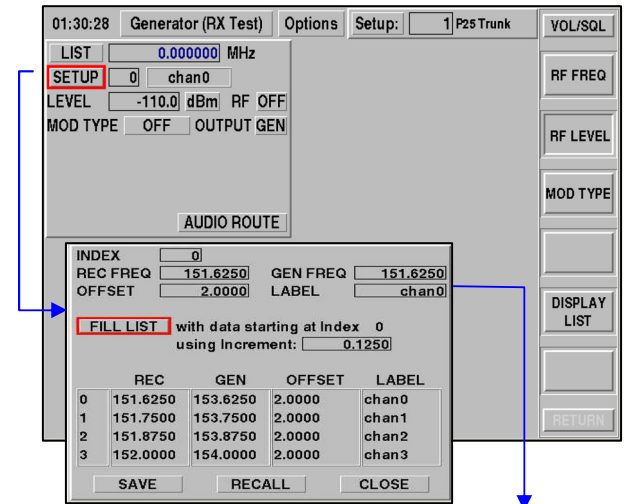 01:30:28 Generator (RX Test) Options Setup: 1 P25 Trunk VOL/SQL
LIST 0.000000 MHz
SETUP 0 chan0
LEVEL -110.0 dBm RF OFF
MOD TYPE OFF OUTPUT GEN
AUDIO ROUTE
RF FREQ
RF LEVEL
MOD TYPE
DISPLAY
LIST
RETURN
INDEX 0
REC FREQ 151.6250 GEN FREQ 151.6250
OFFSET 2.0000 LABEL chan0
FILL LIST with data starting at Index 0
using Increment: 0.1250
REC GEN OFFSET LABEL
0 151.6250 153.6250 2.0000 chan0
1 151.7500 153.7500 2.0000 chan1
2 151.8750 153.8750 2.0000 chan2
3 152.0000 154.0000 2.0000 chan3
SAVE RECALL CLOSE